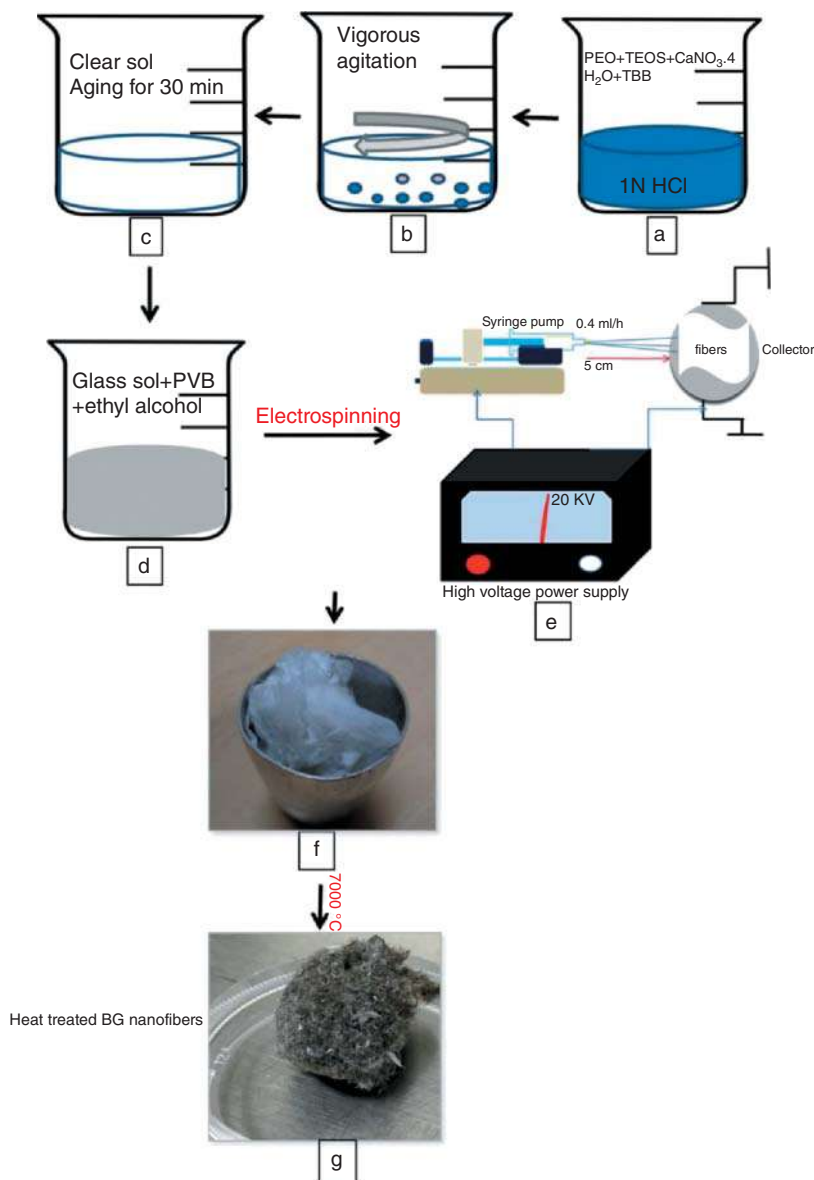 Clear sol
Aging for 30 min
c
Vigorous
agitation
b
PEO+TEOS+CaNO₃.4
H₂O+TBB
1N HCl
a
Glass sol+PVB
+ethyl alcohol
d
Electrospinning
Syringe pump
0.4 ml/h
5 cm
fibers
Collector
20 KV
High voltage power supply
e
f
7000 °C
Heat treated BG nanofibers
g